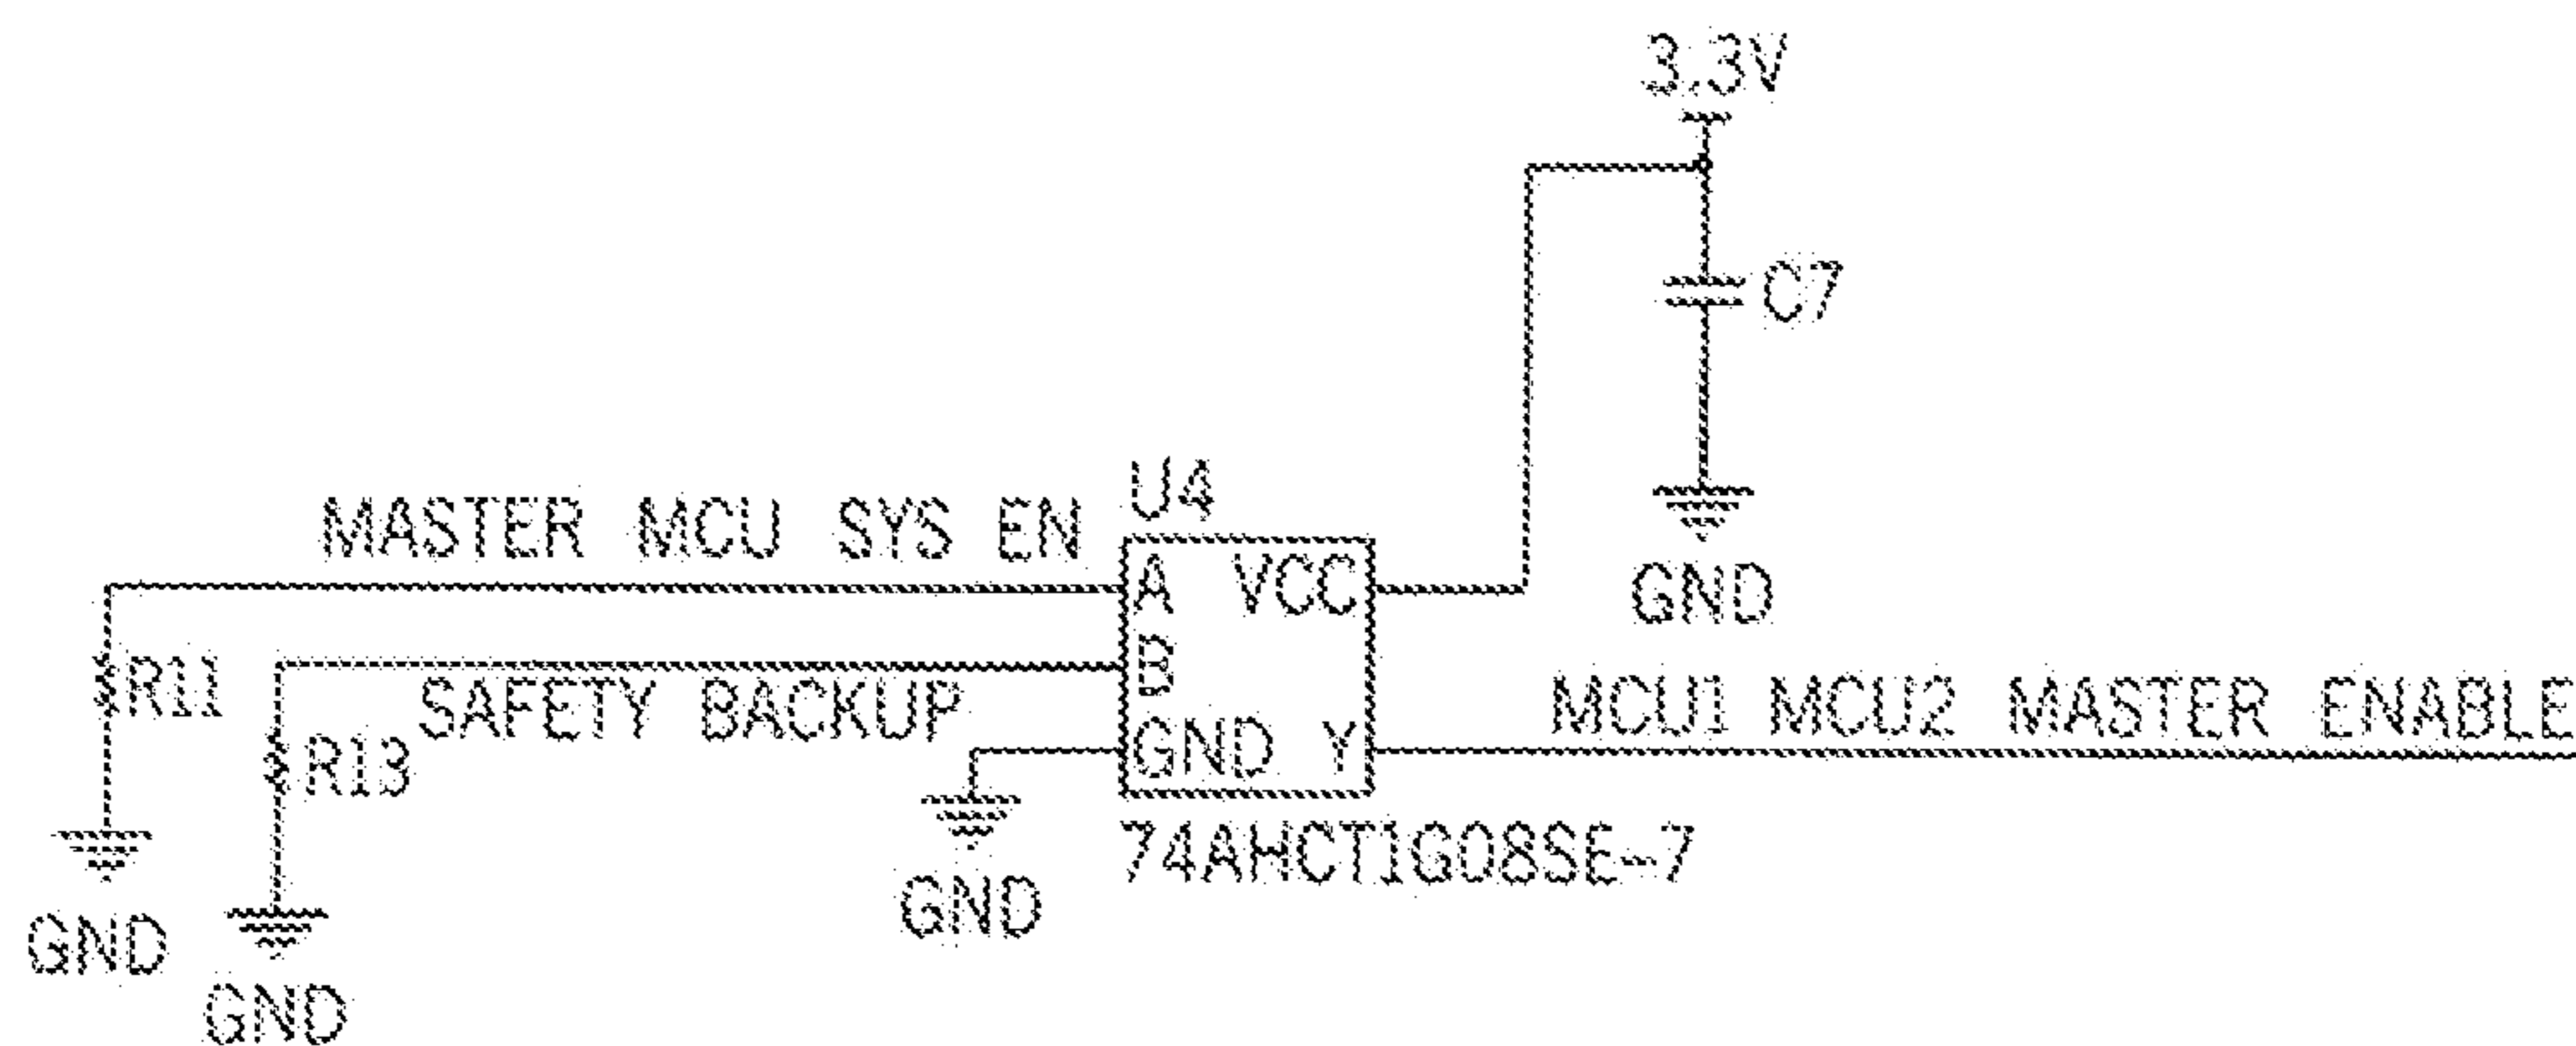 3.3V
C7
GND
U4
MASTER MCU SYS EN
A VCC
B
GND Y
R11
SAFETY BACKUP
R13
MCU1 MCU2 MASTER ENABLE
74AHCT1G08SE-7
GND
GND
GND